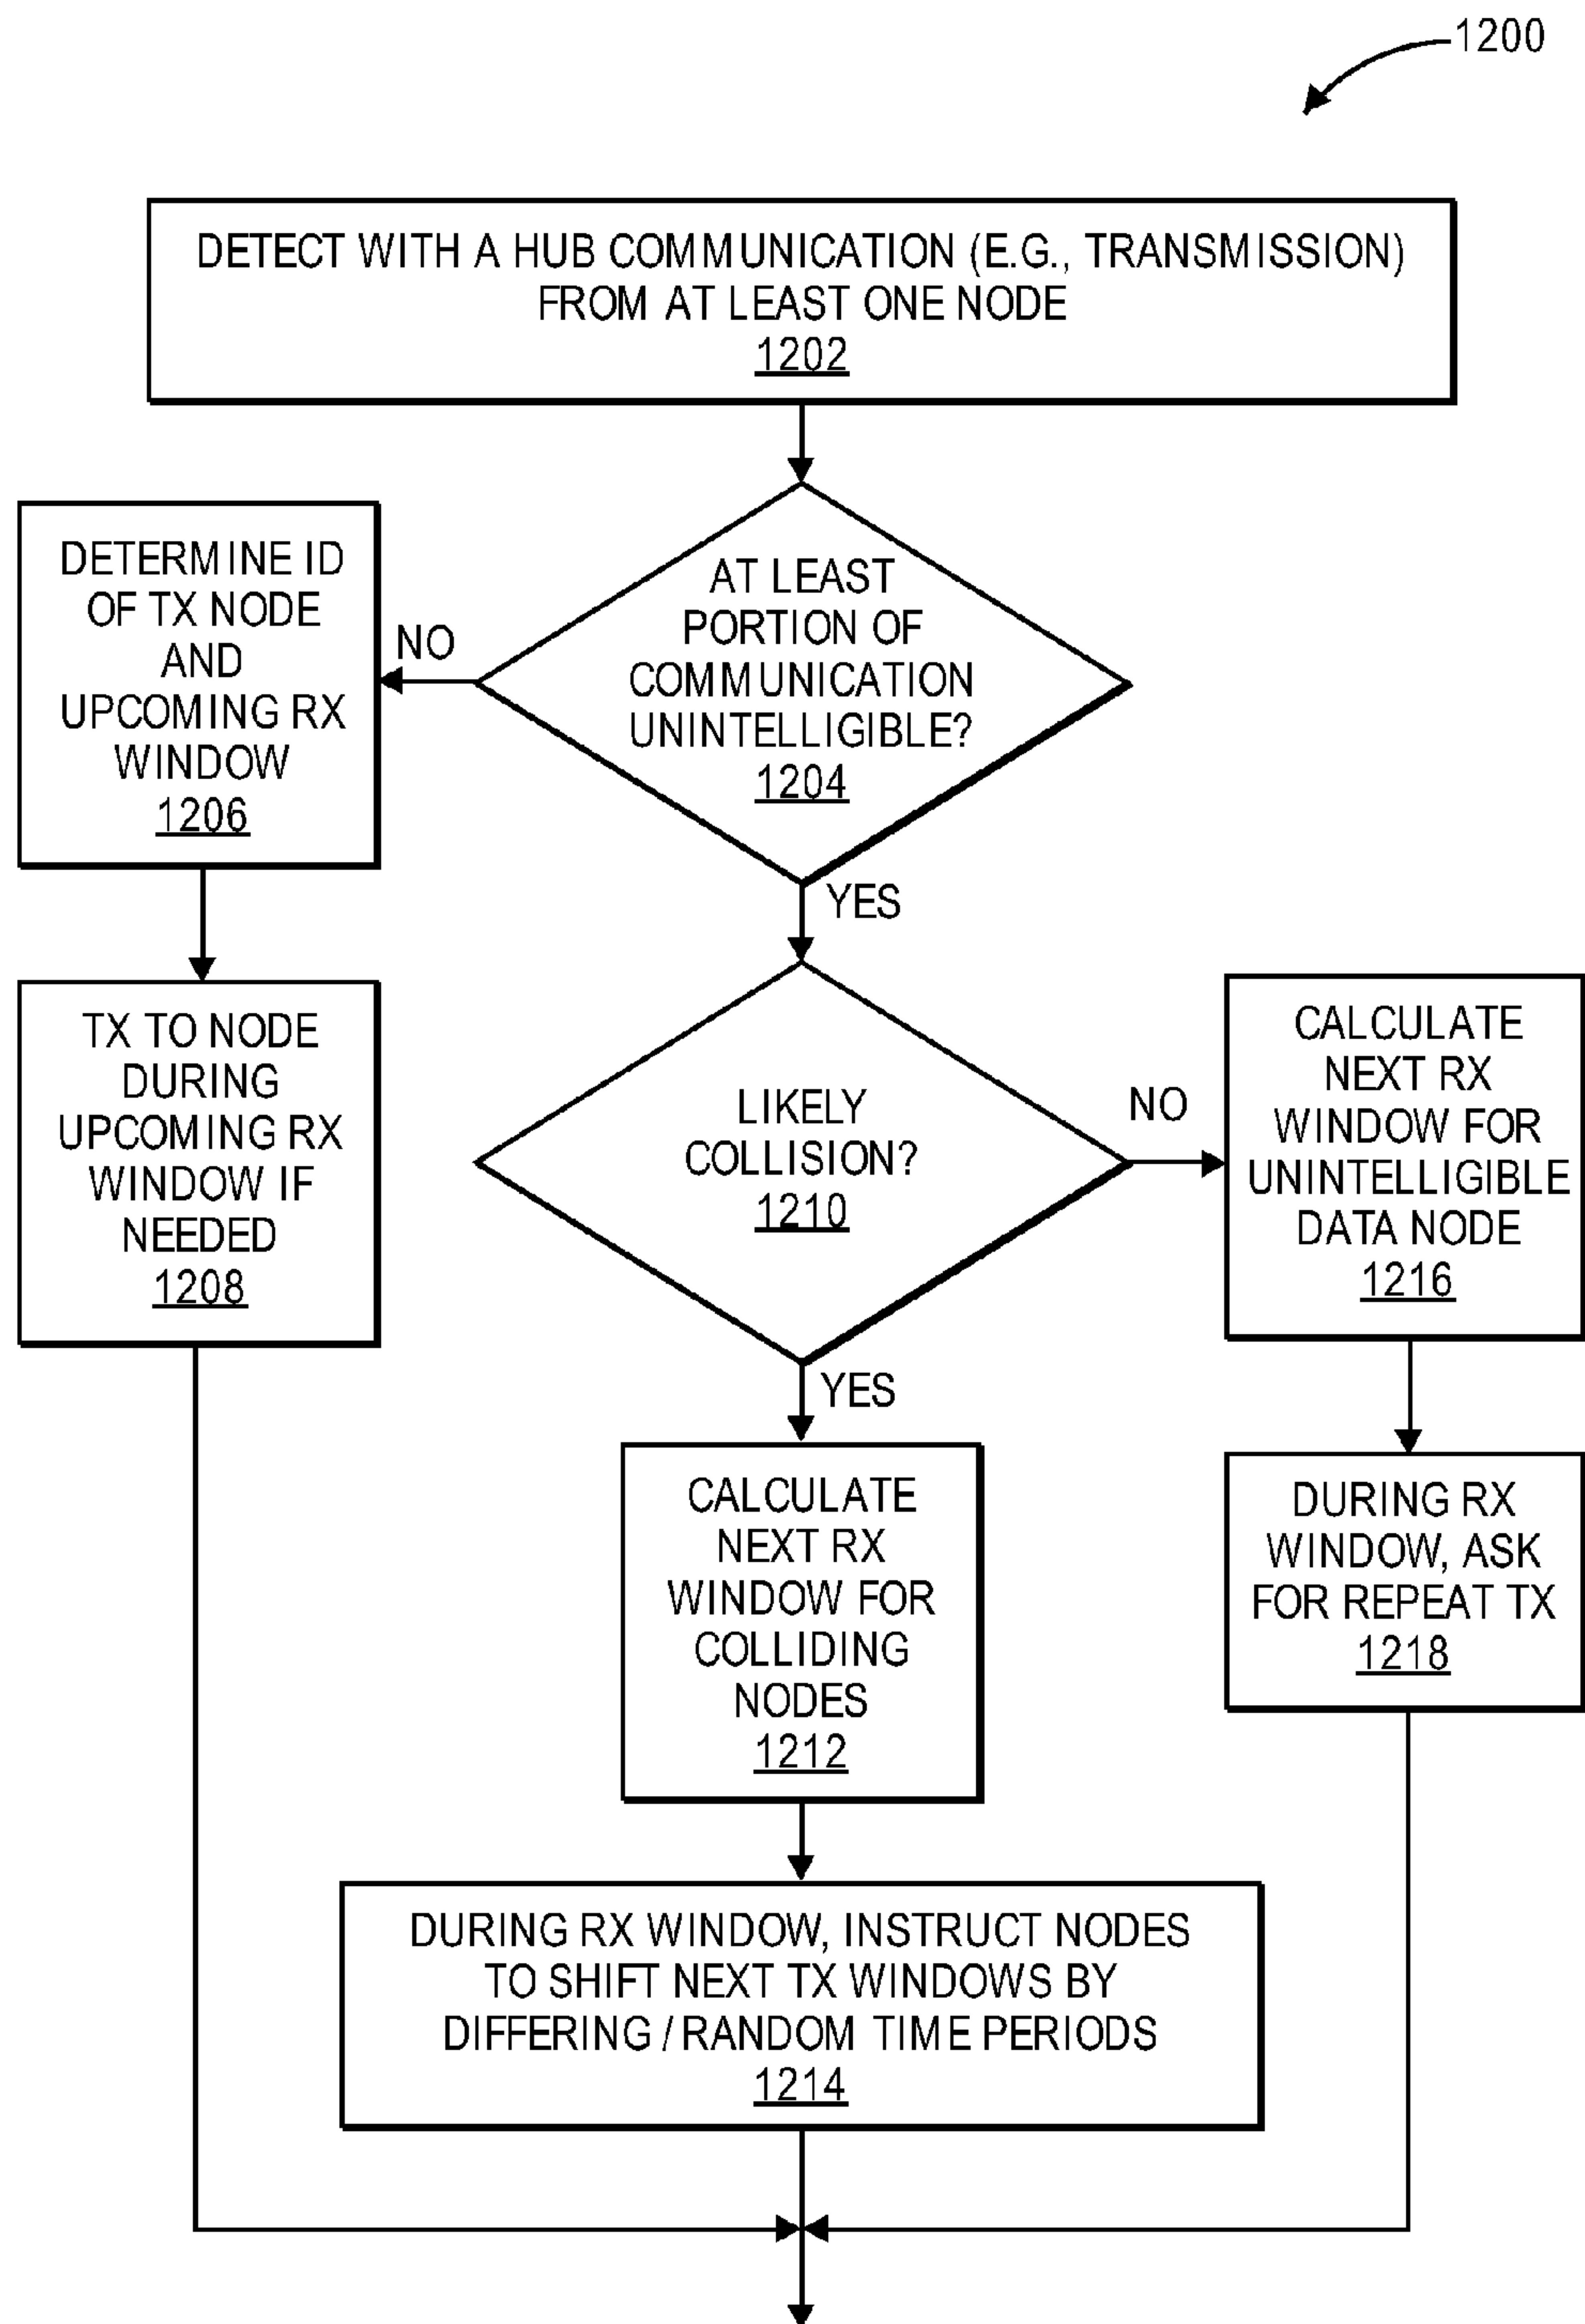 1200
DETECT WITH A HUB COMMUNICATION (E.G., TRANSMISSION)
FROM AT LEAST ONE NODE
1202
AT LEAST
PORTION OF
COMMUNICATION
UNINTELLIGIBLE?
1204
NO
DETERMINE ID
OF TX NODE
AND
UPCOMING RX
WINDOW
1206
TX TO NODE
DURING
UPCOMING RX
WINDOW IF
NEEDED
1208
YES
LIKELY
COLLISION?
1210
NO
CALCULATE
NEXT RX
WINDOW FOR
UNINTELLIGIBLE
DATA NODE
1216
DURING RX
WINDOW, ASK
FOR REPEAT TX
1218
YES
CALCULATE
NEXT RX
WINDOW FOR
COLLIDING
NODES
1212
DURING RX WINDOW, INSTRUCT NODES
TO SHIFT NEXT TX WINDOWS BY
DIFFERING / RANDOM TIME PERIODS
1214